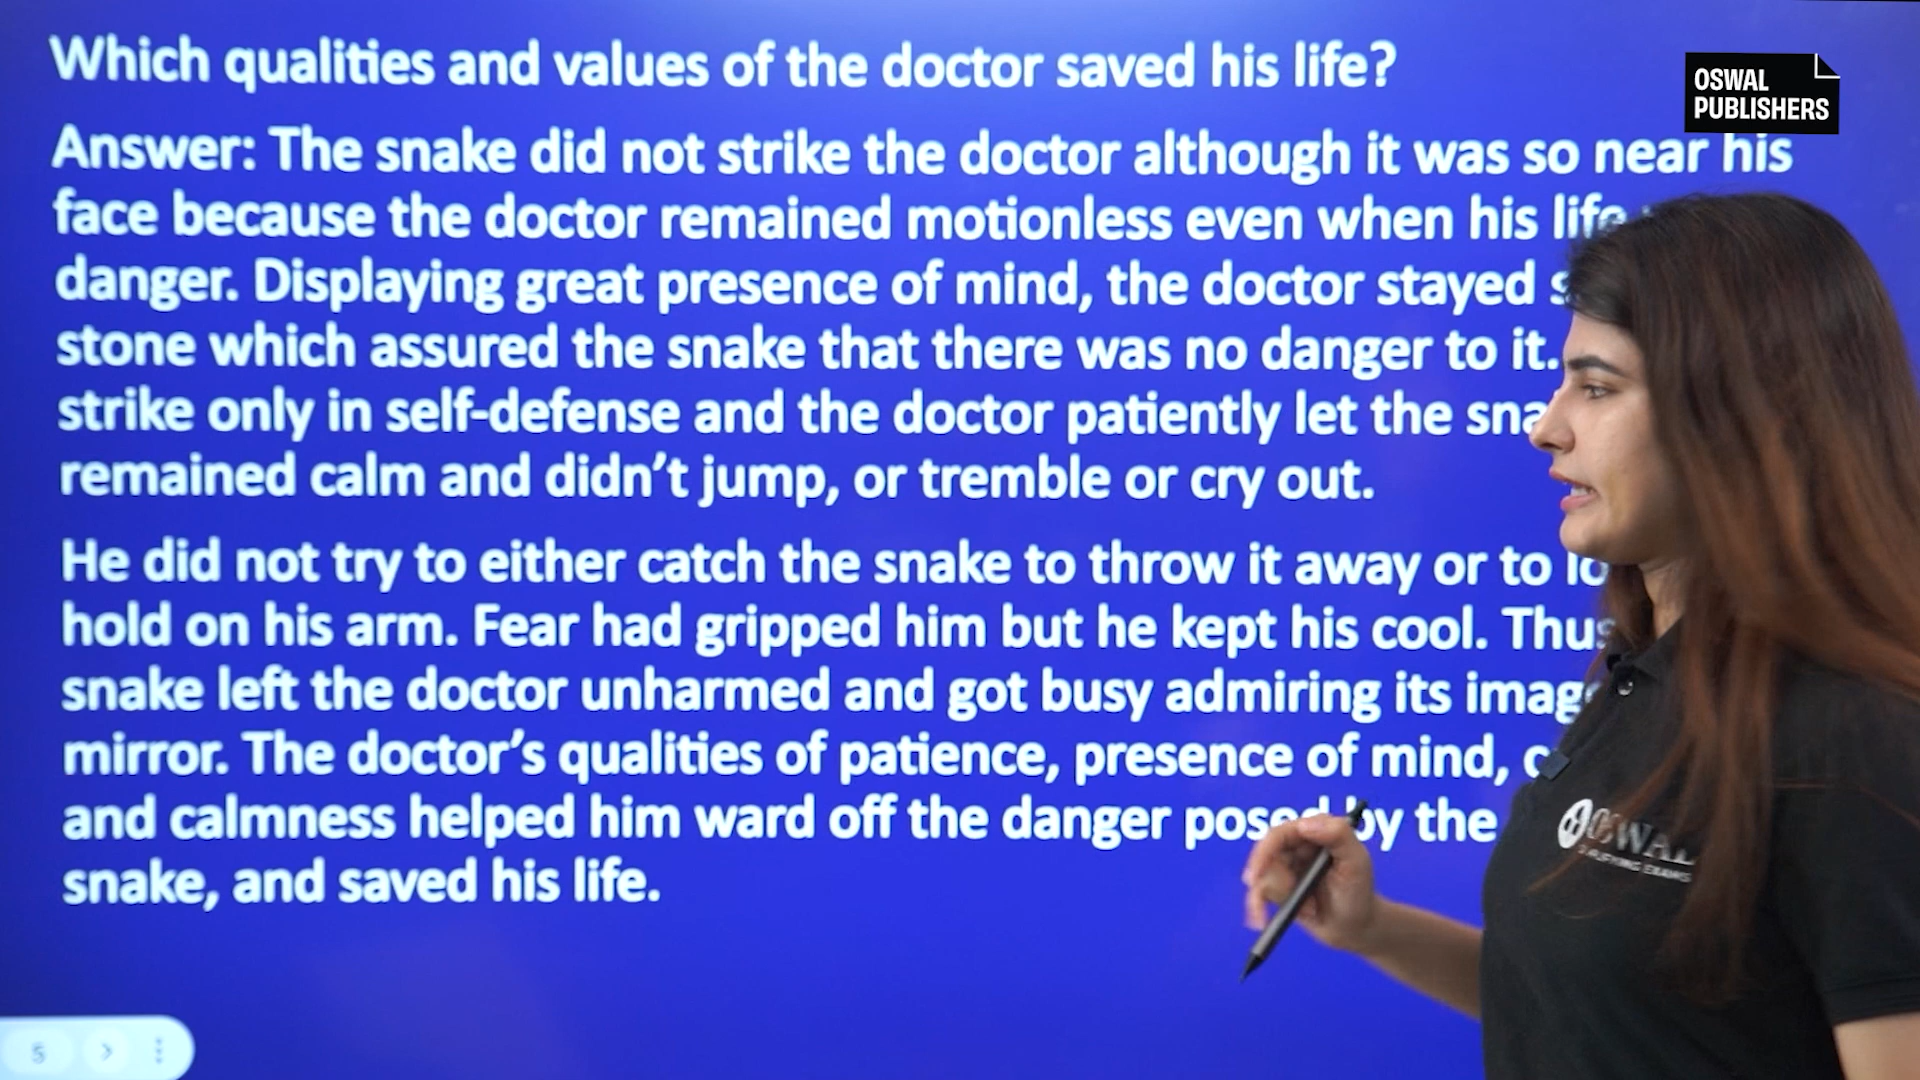 Which qualities and values of the doctor saved his life?
OSWAL
PUBLISHERS
Answer: The snake did not strike the doctor although it was so near his
face because the doctor remained motionless even when his life
danger. Displaying great presence of mind, the doctor stayed
stone which assured the snake that there was no danger to it.
strike only in self-defense and the doctor patiently let the
remained calm and didn't jump, or tremble or cry out.
He did not try to either catch the snake to throw it away or to
hold on his arm. Fear had gripped him but he kept his cool. Thus
snake left the doctor unharmed and got busy admiring its image
mirror. The doctor's qualities of patience, presence of mind,
and calmness helped him ward off the danger posed by the
snake, and saved his life.
OSWAL
5